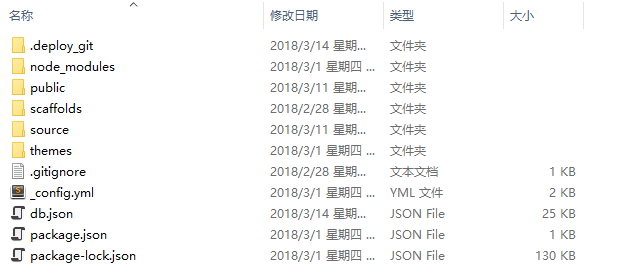 名称 修改日期 类型 大小
.deploy_git 2018/3/14 星期... 文件夹
node_modules 2018/3/1 星期四 ... 文件夹
public 2018/3/11 星期... 文件夹
scaffolds 2018/2/28 星期... 文件夹
source 2018/3/11 星期... 文件夹
themes 2018/3/1 星期四 ... 文件夹
.gitignore 2018/2/28 星期... 文本文档 1 KB
_config.yml 2018/3/1 星期四 ... YML 文件 2 KB
db.json 2018/3/14 星期... JSON File 25 KB
package.json 2018/3/1 星期四 ... JSON File 1 KB
package-lock.json 2018/3/1 星期四 ... JSON File 130 KB